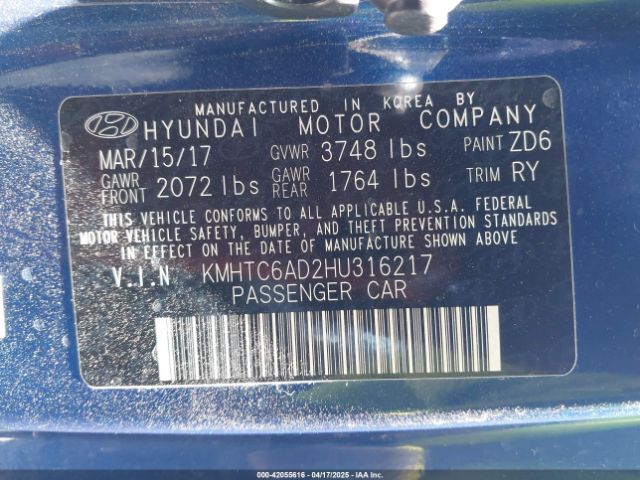 MANUFACTURED IN KOREA BY
HYUNDAI MOTOR COMPANY
MAR/15/17 GVWR 3748 lbs PAINT ZD6
GAWR FRONT 2072 lbs GAWR REAR 1764 lbs TRIM RY
THIS VEHICLE CONFORMS TO ALL APPLICABLE U.S.A. FEDERAL
MOTOR VEHICLE SAFETY, BUMPER, AND THEFT PREVENTION STANDARDS
IN EFFECT ON THE DATE OF MANUFACTURE SHOWN ABOVE
V.I.N KMHTC6AD2HU316217
PASSENGER CAR
000-42055616 - 04/17/2025 - IAAI.CA